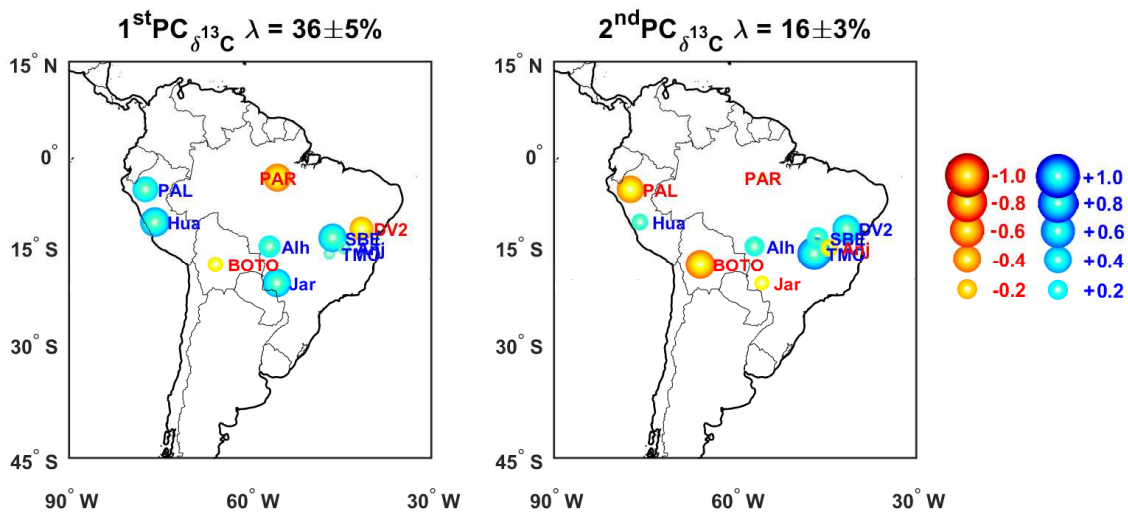 1stPCδ13C λ = 36±5%
15° N
0°
15° S
30° S
45° S
90° W
60° W
30° W
PAR
PAL
Hua
DV2
SBE
Anj
TMO
Alh
BOTO
Jar
2ndPCδ13C λ = 16±3%
15° N
0°
15° S
30° S
45° S
90° W
60° W
30° W
PAR
PAL
Hua
DV2
SBE
Anj
TMO
Alh
BOTO
Jar
-1.0 +1.0
-0.8 +0.8
-0.6 +0.6
-0.4 +0.4
-0.2 +0.2